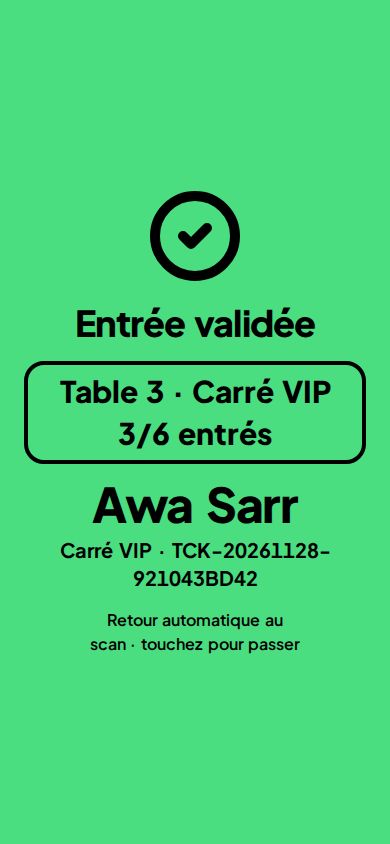 Entrée validée
Table 3 · Carré VIP
3/6 entrés
Awa Sarr
Carré VIP · TCK-20261128-
921043BD42
Retour automatique au
scan · touchez pour passer